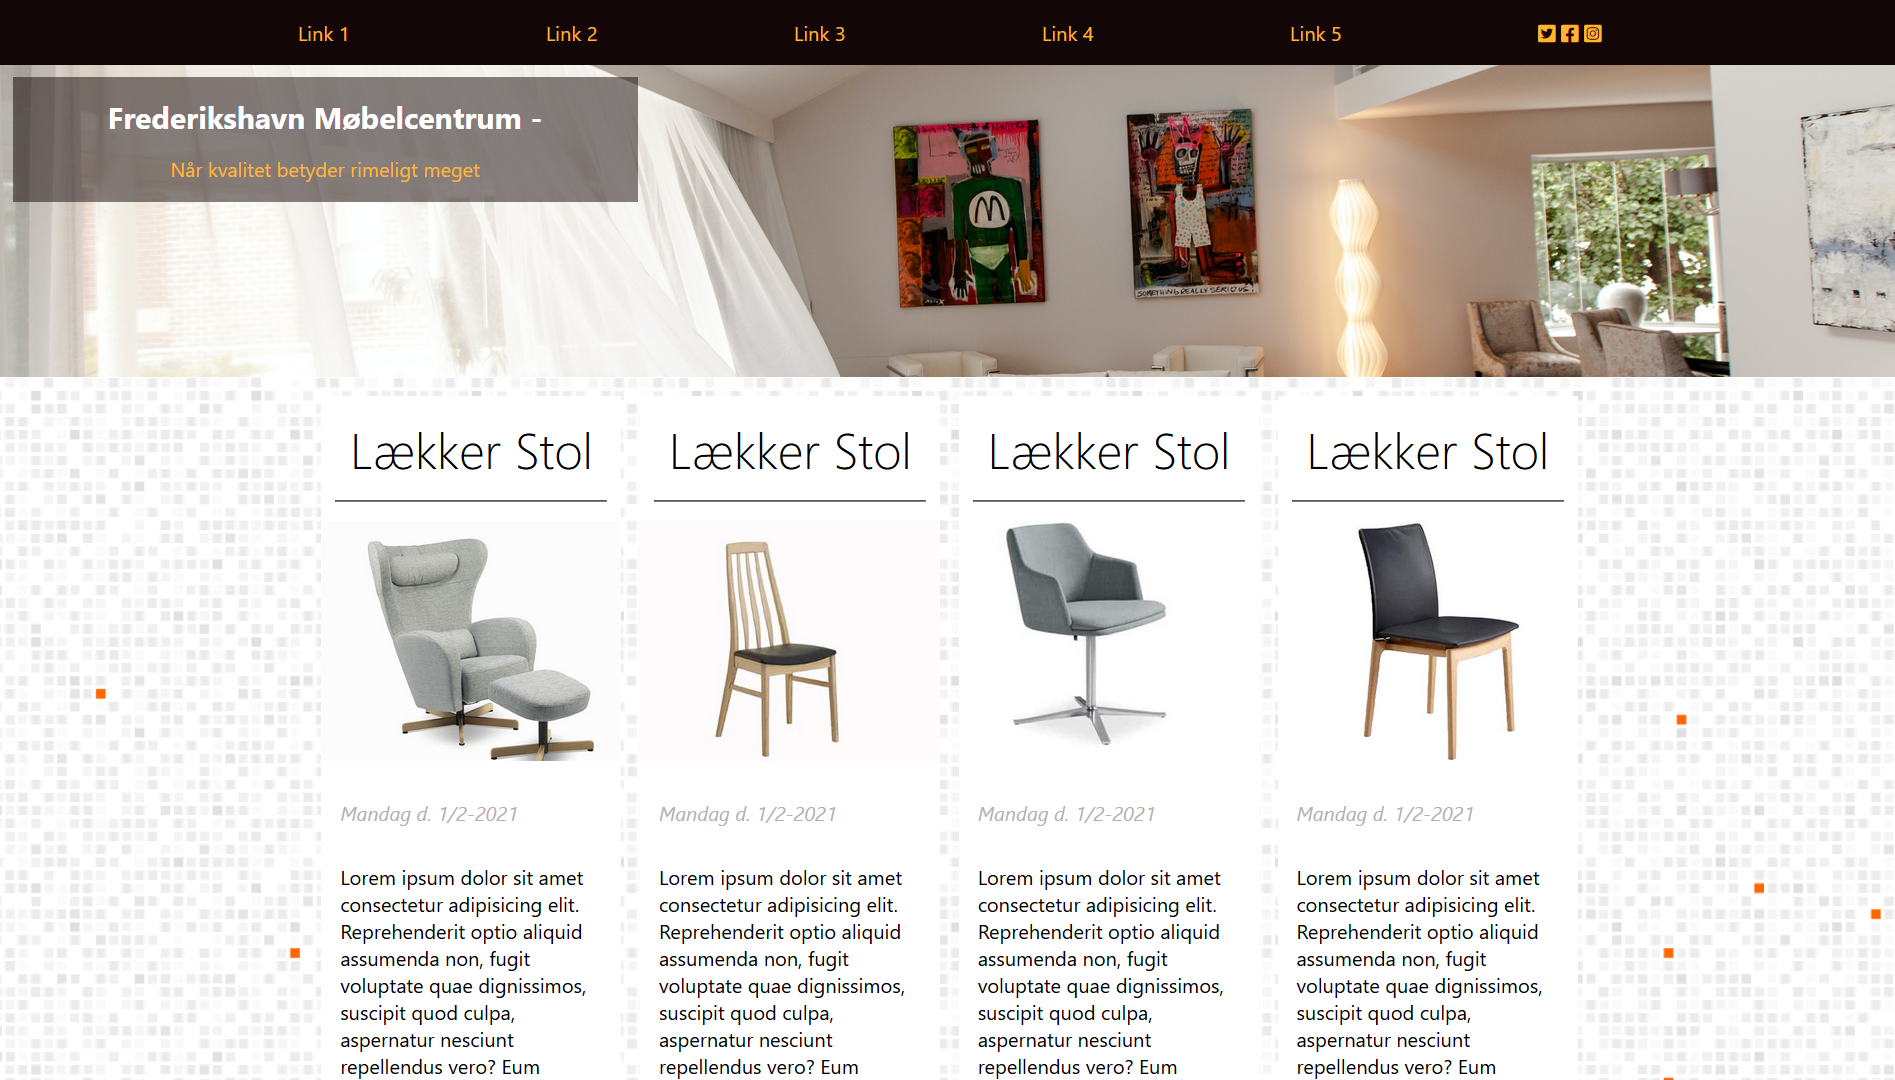 Link 1
Link 2
Link 3
Link 4
Link 5
Frederikshavn Møbelcentrum -
Når kvalitet betyder rimeligt meget
SOMETHING REALLY SERIOUS!
Lækker Stol
Mandag d. 1/2-2021
Lorem ipsum dolor sit amet
consectetur adipisicing elit.
Reprehenderit optio aliquid
assumenda non, fugit
voluptate quae dignissimos,
suscipit quod culpa,
aspernatur nesciunt
repellendus vero? Eum
Lækker Stol
Mandag d. 1/2-2021
Lorem ipsum dolor sit amet
consectetur adipisicing elit.
Reprehenderit optio aliquid
assumenda non, fugit
voluptate quae dignissimos,
suscipit quod culpa,
aspernatur nesciunt
repellendus vero? Eum
Lækker Stol
Mandag d. 1/2-2021
Lorem ipsum dolor sit amet
consectetur adipisicing elit.
Reprehenderit optio aliquid
assumenda non, fugit
voluptate quae dignissimos,
suscipit quod culpa,
aspernatur nesciunt
repellendus vero? Eum
Lækker Stol
Mandag d. 1/2-2021
Lorem ipsum dolor sit amet
consectetur adipisicing elit.
Reprehenderit optio aliquid
assumenda non, fugit
voluptate quae dignissimos,
suscipit quod culpa,
aspernatur nesciunt
repellendus vero? Eum